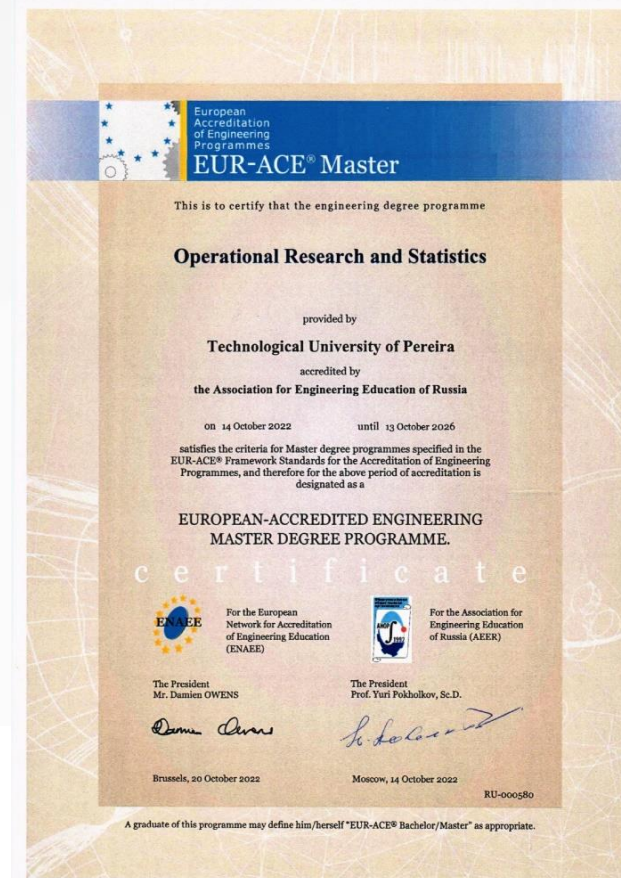 European
Accreditation
of Engineering
Programmes
EUR-ACE® Master
This is to certify that the engineering degree programme
Operational Research and Statistics
provided by
Technological University of Pereira
accredited by
the Association for Engineering Education of Russia
on 14 October 2022 until 13 October 2026
satisfies the criteria for Master degree programmes specified in the
EUR-ACE® Framework Standards for the Accreditation of Engineering
Programmes, and therefore for the above period of accreditation is
designated as a
EUROPEAN-ACCREDITED ENGINEERING
MASTER DEGREE PROGRAMME.
certificate
ENAEE
For the European
Network for Accreditation
of Engineering Education
(ENAEE)
АИОР
1992
For the Association for
Engineering Education
of Russia (AEER)
The President
Mr. Damien OWENS
The President
Prof. Yuri Pokholkov, Sc.D.
Damien Owens
Brussels, 20 October 2022
Moscow, 14 October 2022
RU-000580
A graduate of this programme may define him/herself "EUR-ACE® Bachelor/Master" as appropriate.